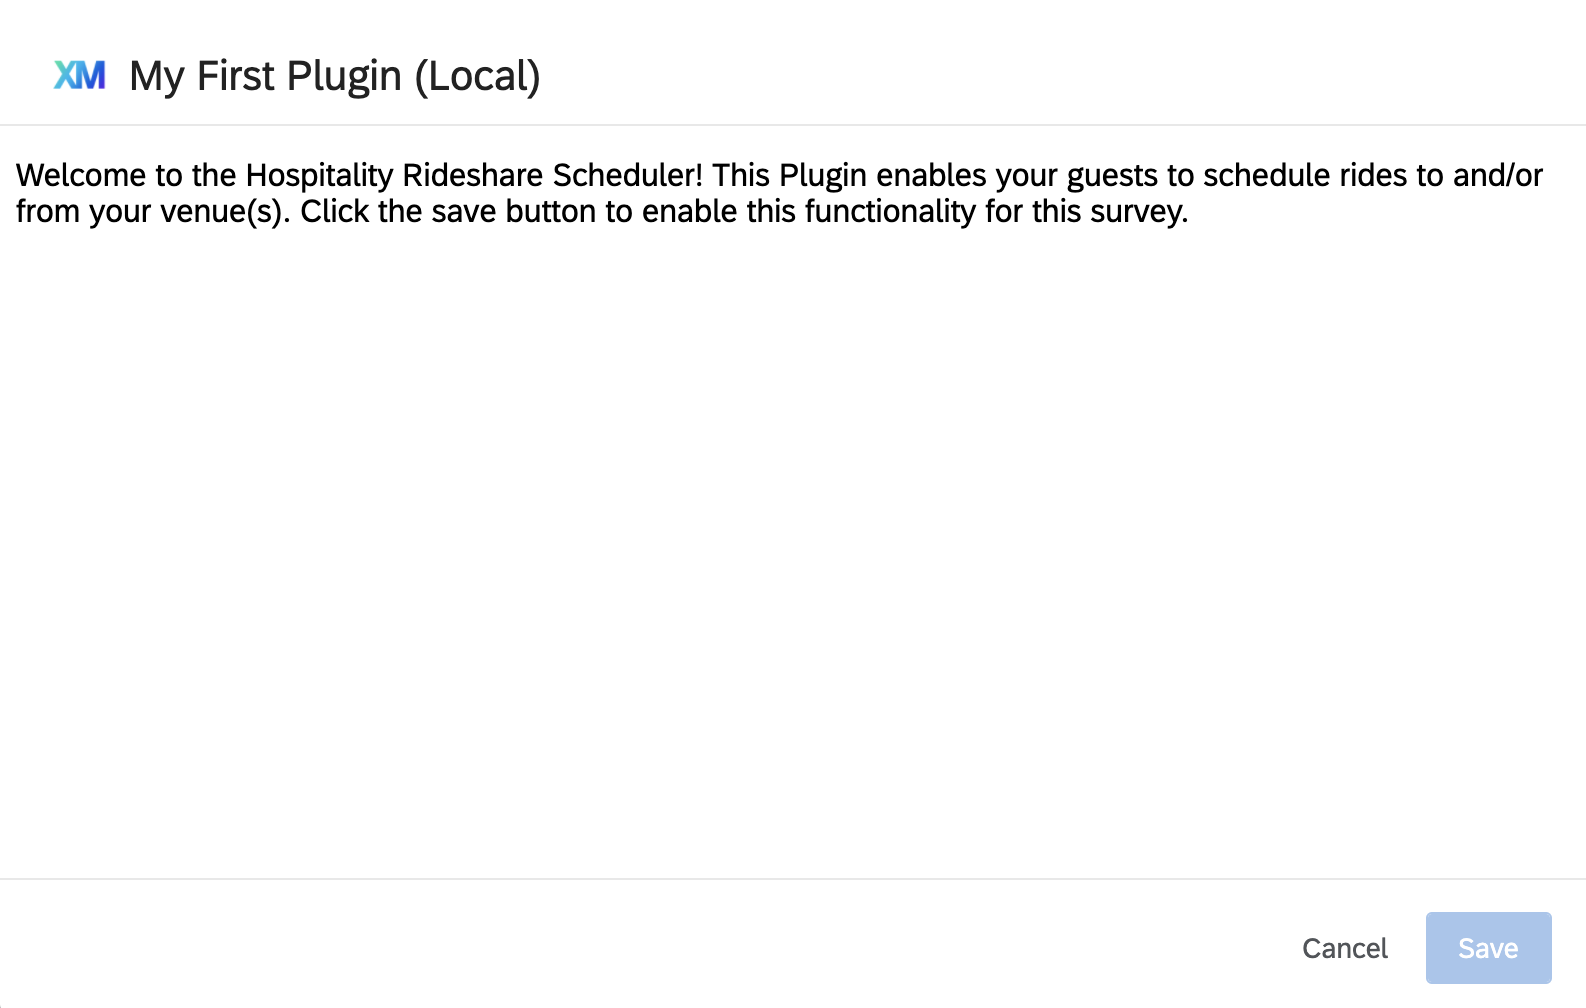 XM My First Plugin (Local)
Welcome to the Hospitality Rideshare Scheduler! This Plugin enables your guests to schedule rides to and/or
from your venue(s). Click the save button to enable this functionality for this survey.
Cancel Save